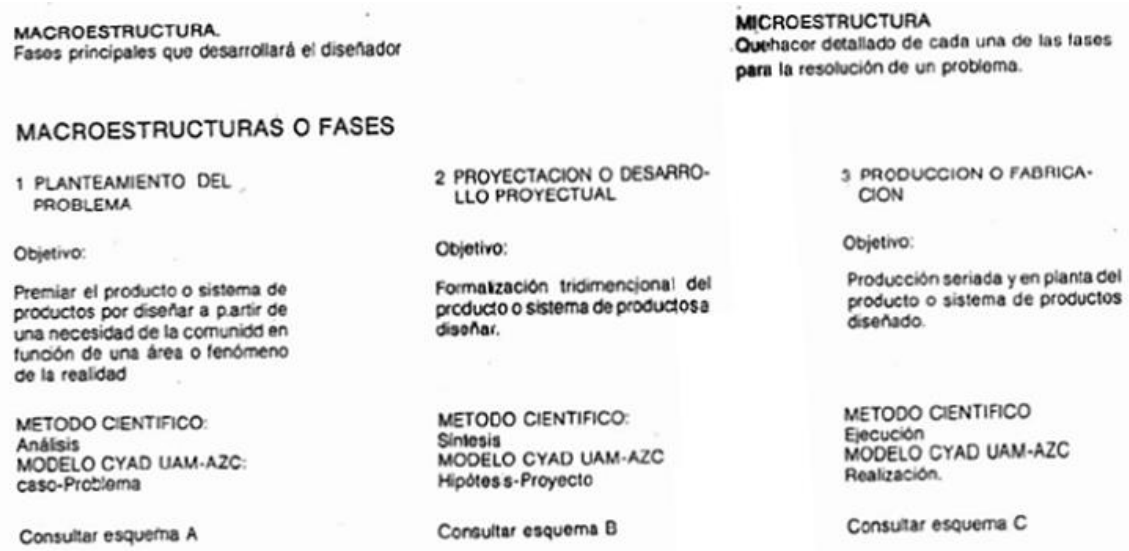 MACROESTRUCTURA.
Fases principales que desarrollará el diseñador
MICROESTRUCTURA
Quehacer detallado de cada una de las fases
para la resolución de un problema.
MACROESTRUCTURAS O FASES
1 PLANTEAMIENTO DEL
PROBLEMA
Objetivo:
Premiar el producto o sistema de
productos por diseñar a partir de
una necesidad de la comunidd en
función de una área o fenómeno
de la realidad
METODO CIENTIFICO:
Análisis
MODELO CYAD UAM-AZC:
caso-Problema
Consultar esquema A
2 PROYECTACION O DESARRO-
LLO PROYECTUAL
Objetivo:
Formalización tridimencional del
producto o sistema de productos a
diseñar.
METODO CIENTIFICO:
Síntesis
MODELO CYAD UAM-AZC
Hipótesis-Proyecto
Consultar esquema B
3 PRODUCCION O FABRICA-
CION
Objetivo:
Producción seriada y en planta del
producto o sistema de productos
diseñado.
METODO CIENTIFICO
Ejecución
MODELO CYAD UAM-AZC
Realización.
Consultar esquema C